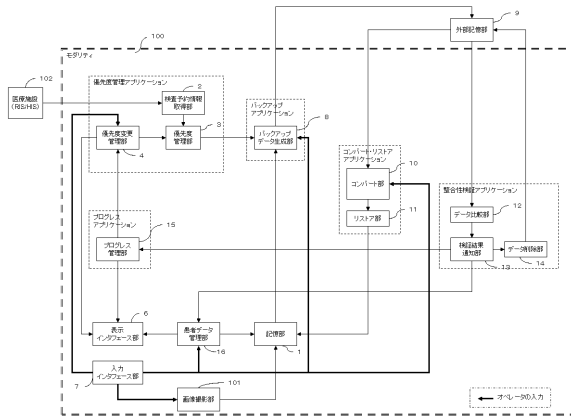 100
9
外部記憶部
モダリティ
102
医療施設
(RIS/HIS)
優先度管理アプリケーション
2
検査予約情報
取得部
3
優先度
管理部
優先度変更
管理部
4
バックアップ
アプリケーション
8
バックアップ
データ生成部
コンバート・リストア
アプリケーション
10
コンバート部
11
リストア部
整合性検証アプリケーション
12
データ比較部
検証結果
通知部
13
データ削除部
14
プログレス
アプリケーション
15
プログレス
管理部
6
表示
インタフェース部
患者データ
管理部
16
記憶部
1
入力
インタフェース部
7
101
画像撮影部
オペレータの入力